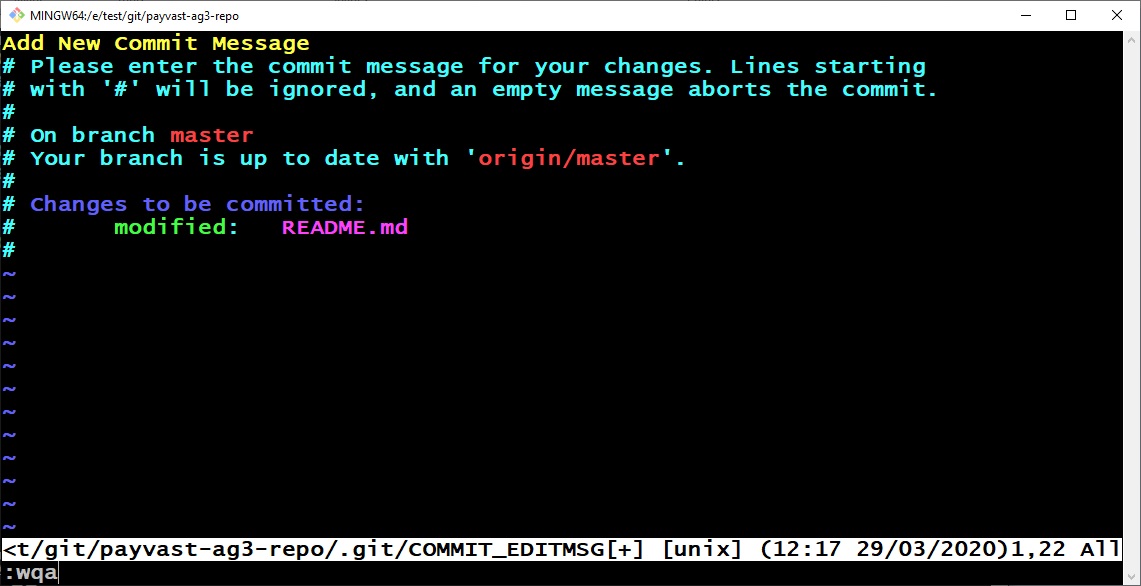 MINGW64:/e/test/git/payvast-ag3-repo
Add New Commit Message
# Please enter the commit message for your changes. Lines starting
# with '#' will be ignored, and an empty message aborts the commit.
#
# On branch master
# Your branch is up to date with 'origin/master'.
#
# Changes to be committed:
#       modified:   README.md
#
~
~
~
~
~
~
~
~
~
~
~
~
<t/git/payvast-ag3-repo/.git/COMMIT_EDITMSG[+] [unix] (12:17 29/03/2020)1,22 All
:wqa